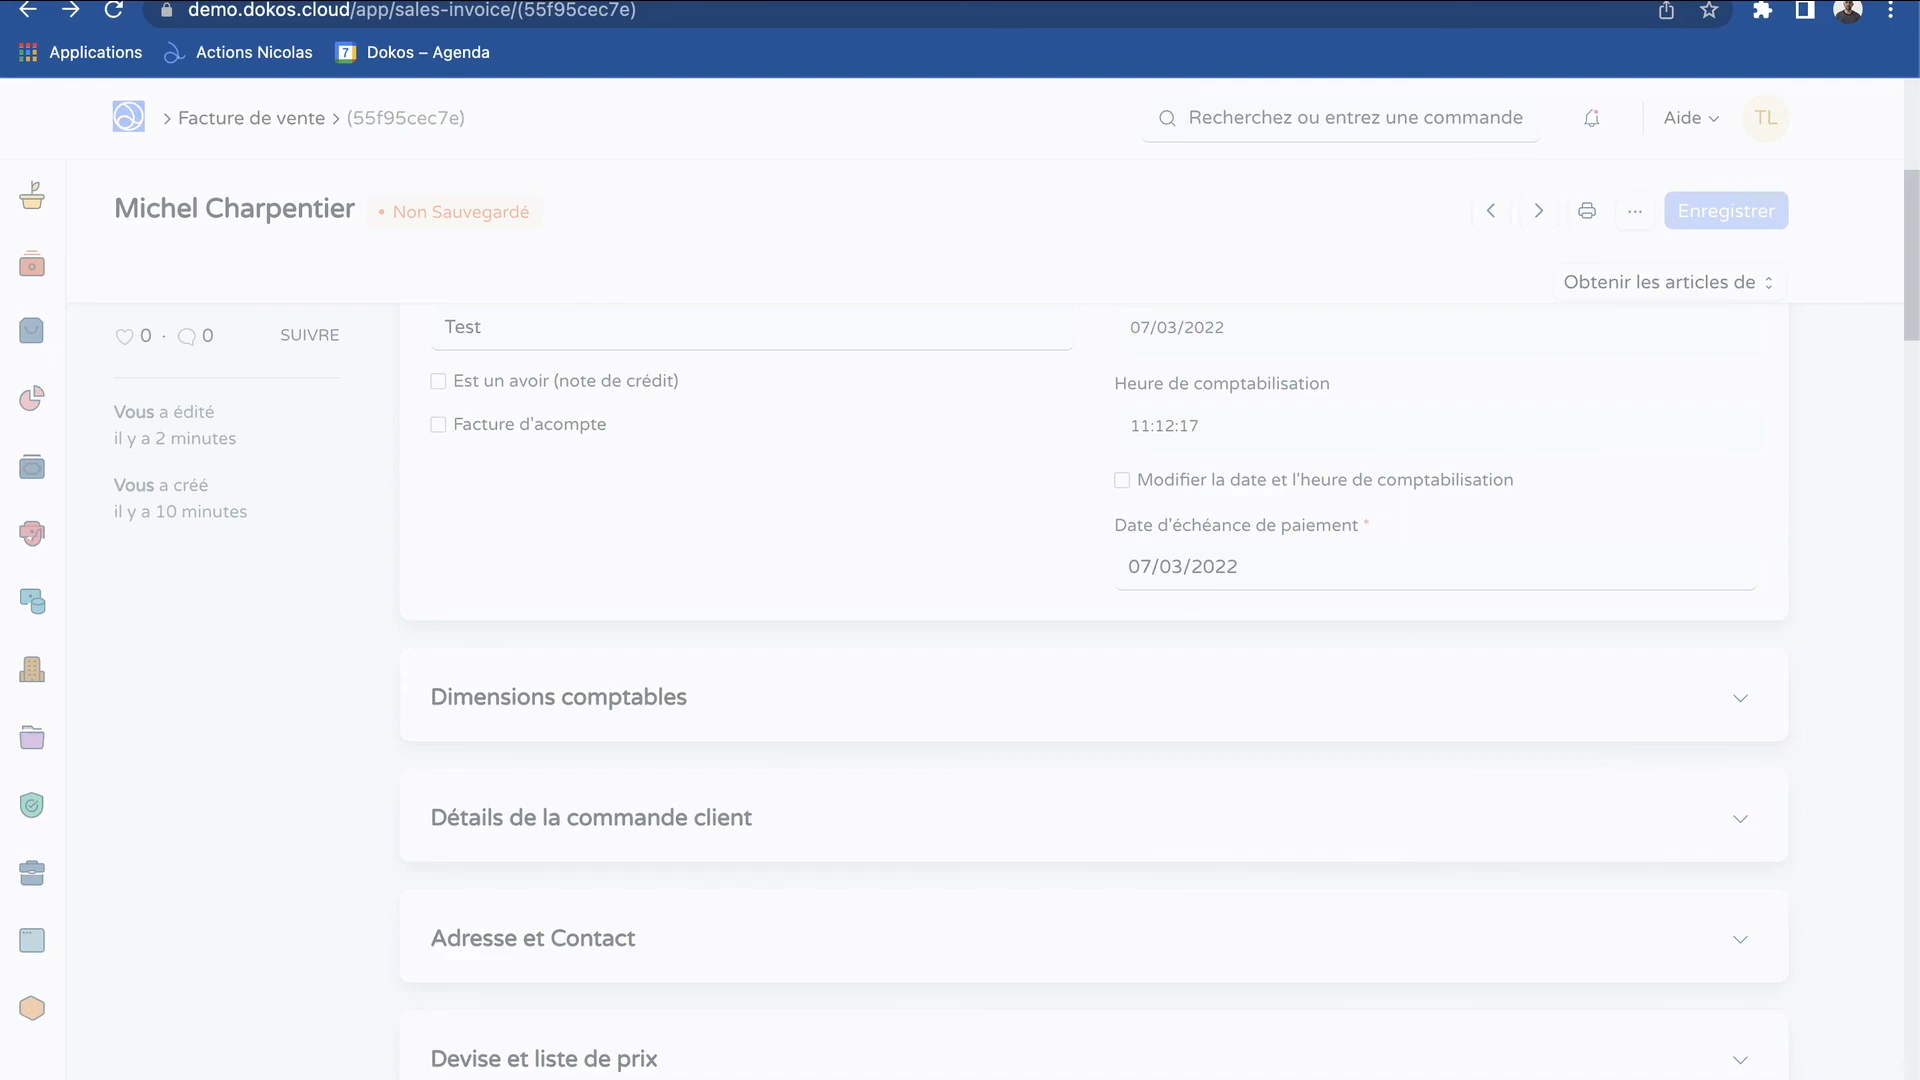 demo.dokos.cloud/app/sales-invoice/(55f95cec7e)
Applications
Actions Nicolas
7
Dokos – Agenda
> Facture de vente > (55f95cec7e)
Recherchez ou entrez une commande
Aide
TL
Michel Charpentier
• Non Sauvegardé
...
Enregistrer
Obtenir les articles de
0 · 0
SUIVRE
Vous a édité
il y a 2 minutes
Vous a créé
il y a 10 minutes
Test
Est un avoir (note de crédit)
Facture d'acompte
07/03/2022
Heure de comptabilisation
11:12:17
Modifier la date et l'heure de comptabilisation
Date d'échéance de paiement *
07/03/2022
Dimensions comptables
Détails de la commande client
Adresse et Contact
Devise et liste de prix